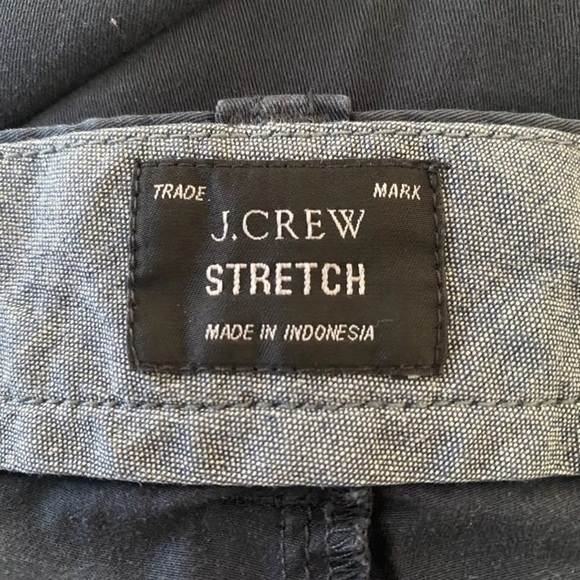 TRADE MARK
J.CREW
STRETCH
MADE IN INDONESIA